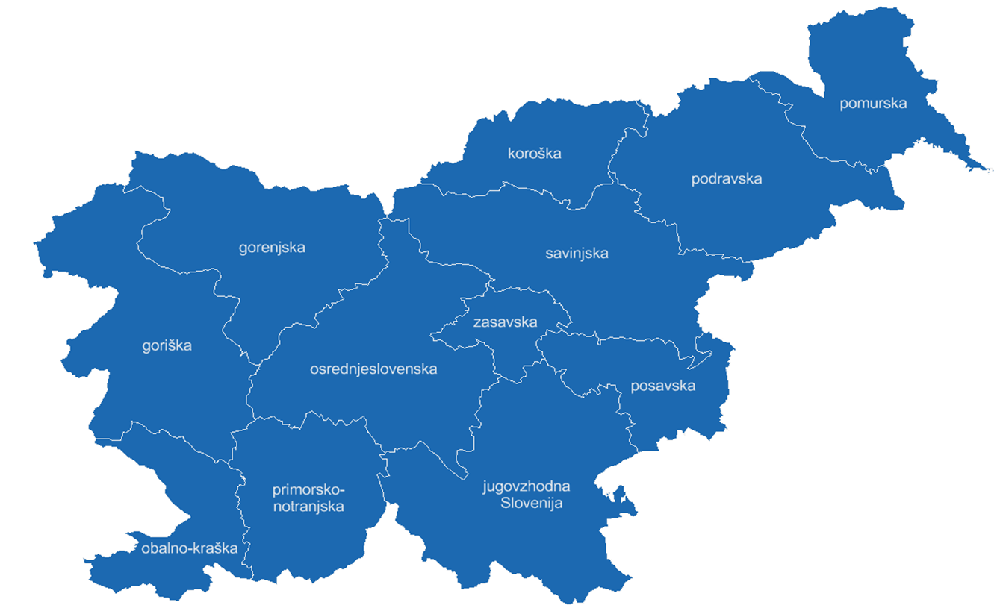 pomurska
koroška
podravska
gorenjska
savinjska
zasavska
goriška
osrednjeslovenska
posavska
primorsko-
notranjska
jugovzhodna
Slovenija
obalno-kraška